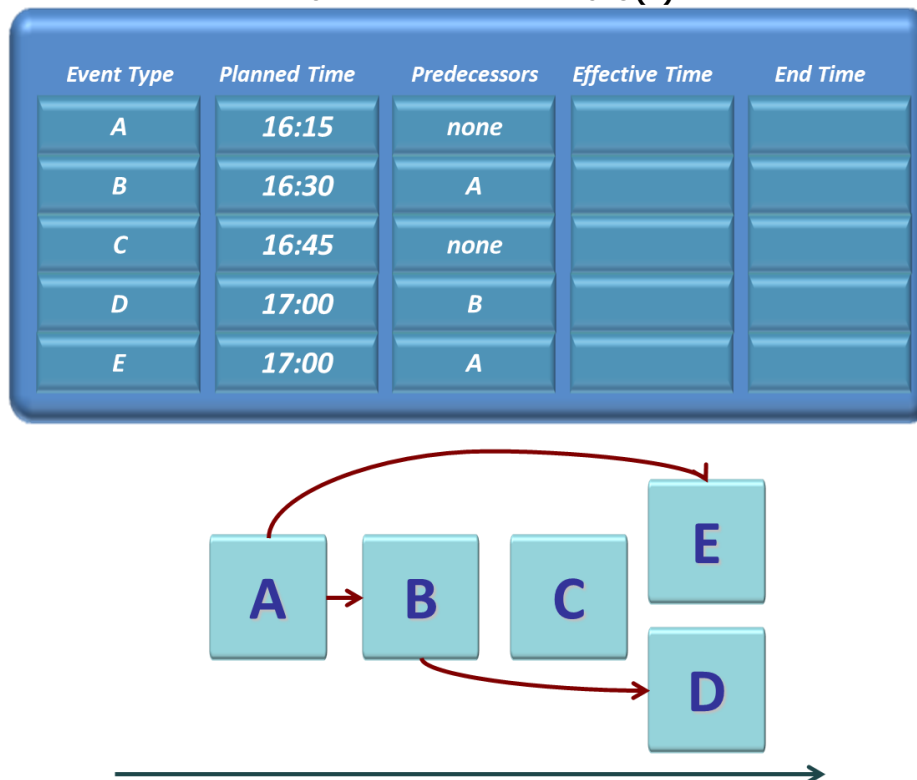 Event Type Planned Time Predecessors Effective Time End Time
A 16:15 none
B 16:30 A
C 16:45 none
D 17:00 B
E 17:00 A
E
A B C
D